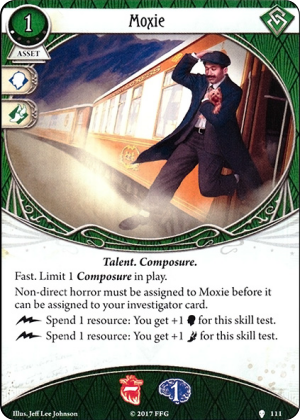 1
Moxie
ASSET
Talent. Composure.
Fast. Limit 1 Composure in play.
Non-direct horror must be assigned to Moxie before it
can be assigned to your investigator card.
Spend 1 resource: You get +1 for this skill test.
Spend 1 resource: You get +1 for this skill test.
1
Illus. Jeff Lee Johnson
© 2017 FFG
111